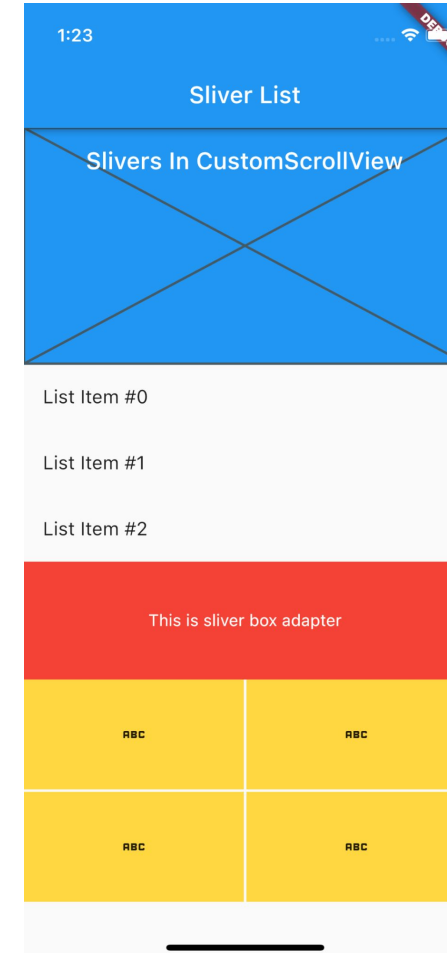 1:23
Sliver List
Slivers In CustomScrollView
List Item #0
List Item #1
List Item #2
This is sliver box adapter
ABC ABC
ABC ABC